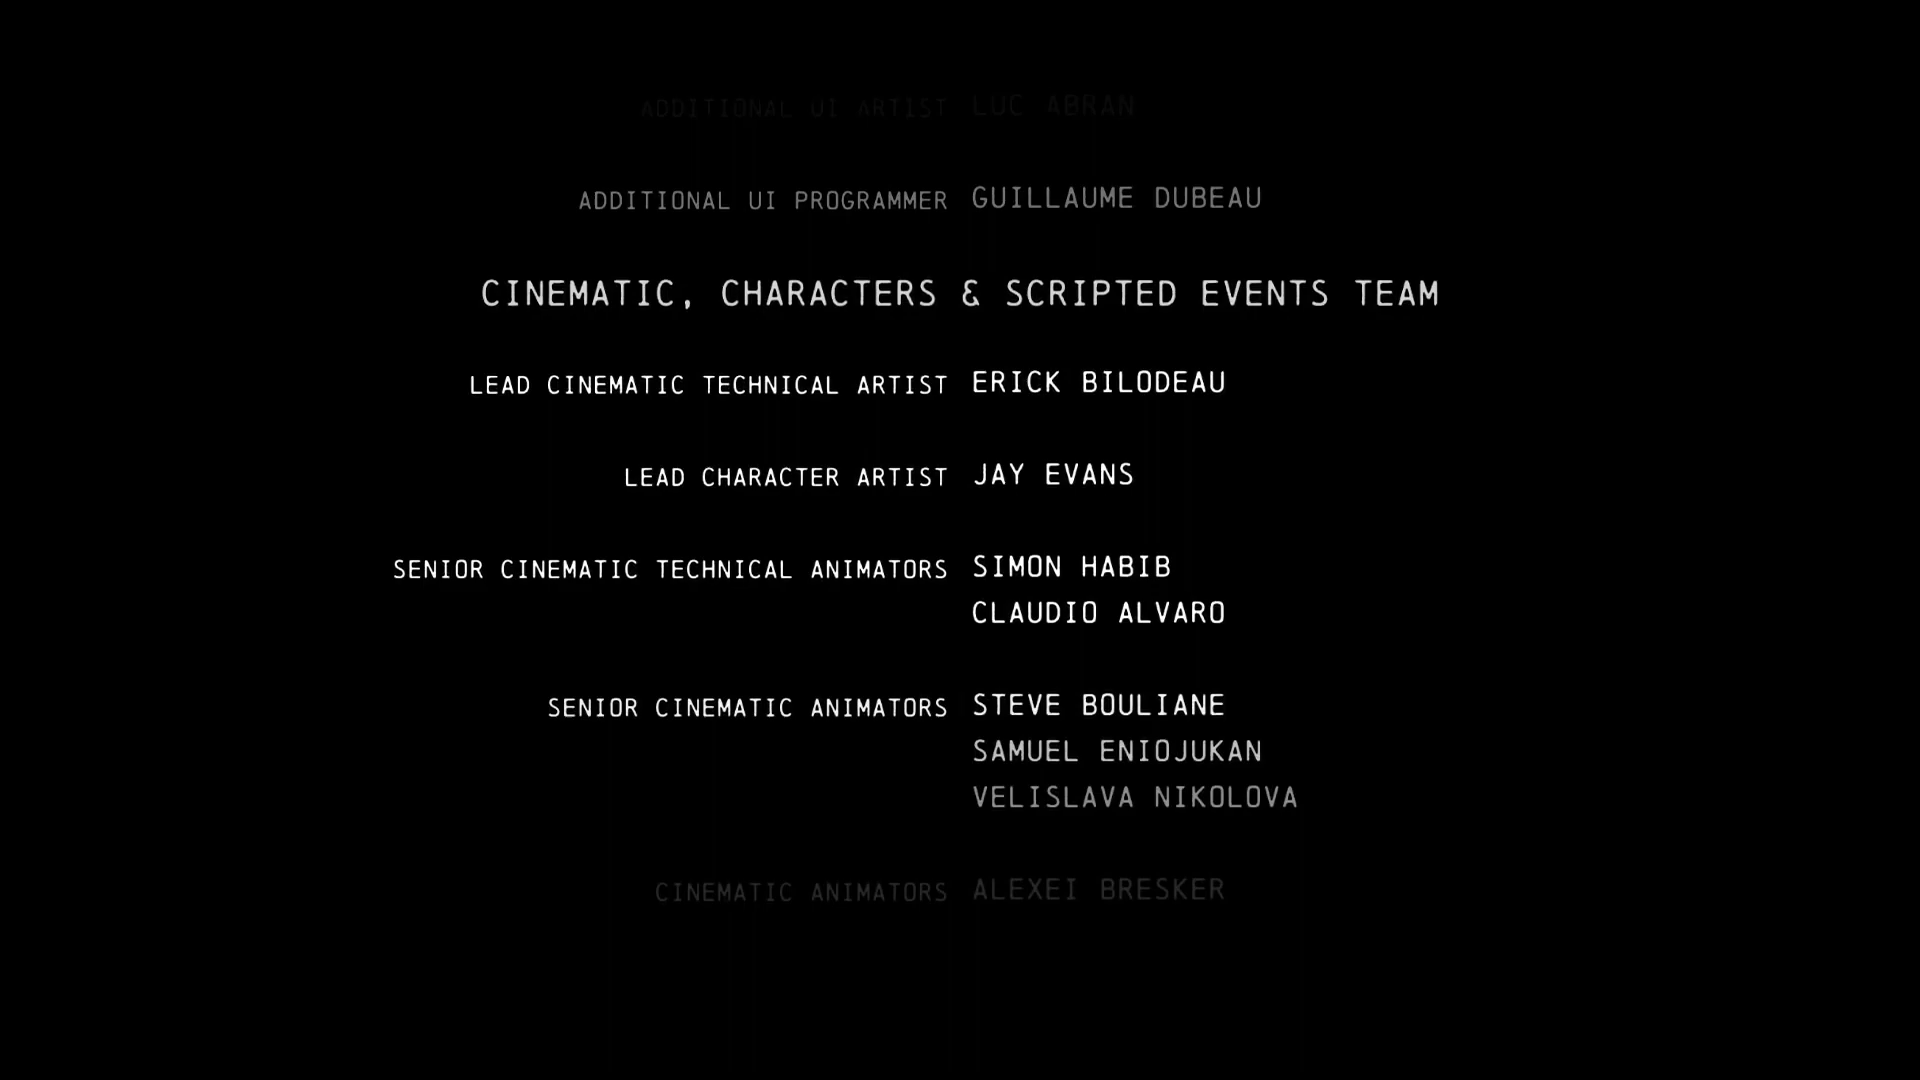 ADDITIONAL UI ARTIST LUC ABRAN
ADDITIONAL UI PROGRAMMER GUILLAUME DUBEAU
CINEMATIC, CHARACTERS & SCRIPTED EVENTS TEAM
LEAD CINEMATIC TECHNICAL ARTIST ERICK BILODEAU
LEAD CHARACTER ARTIST JAY EVANS
SENIOR CINEMATIC TECHNICAL ANIMATORS SIMON HABIB
CLAUDIO ALVARO
SENIOR CINEMATIC ANIMATORS STEVE BOULIANE
SAMUEL ENIOJUKAN
VELISLAVA NIKOLOVA
CINEMATIC ANIMATORS ALEXEI BRESKER